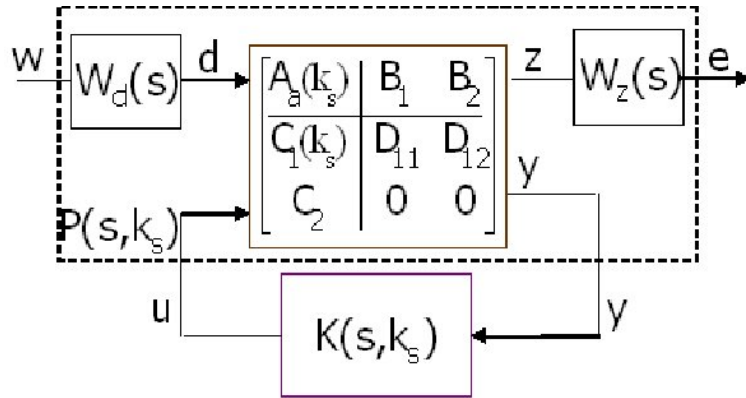 w W_d(s) d A_a(k_s) B_1 B_2 z W_z(s) e
C_1(k_s) D_11 D_12
C_2 0 0 y
P(s,k_s)
u K(s,k_s) y